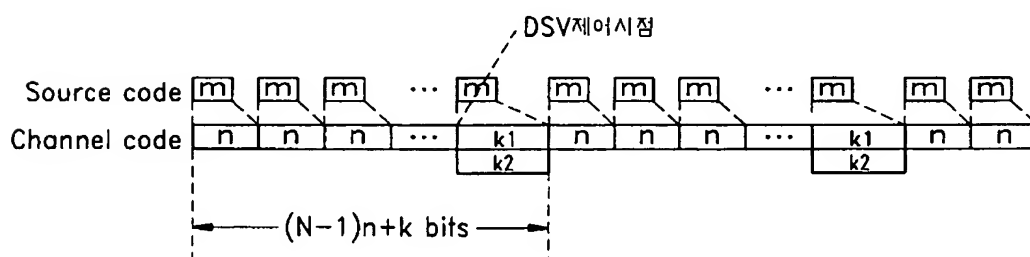 DSV제어시점
Source code m m m ··· m m m m ··· m m m
Channel code n n n ··· k1 n n n ··· k1 n n
k2 k2
(N-1)n+k bits